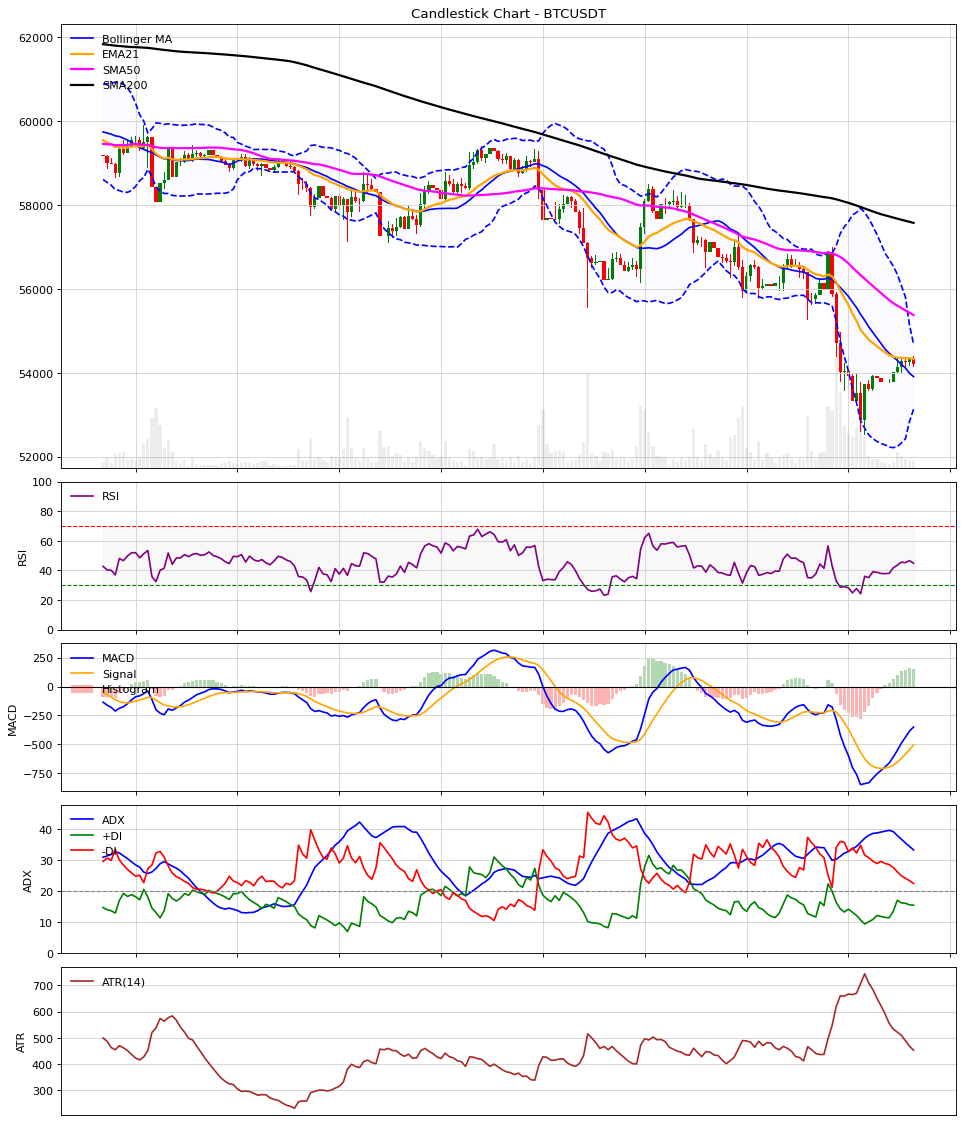 Candlestick Chart - BTCUSDT
62000
60000
58000
56000
54000
52000
Bollinger MA
EMA21
SMA50
SMA200
100
80
60
40
20
0
RSI
RSI
250
0
−250
−500
−750
MACD
MACD
Signal
Histogram
40
30
20
10
0
ADX
ADX
+DI
-DI
700
600
500
400
300
ATR
ATR(14)